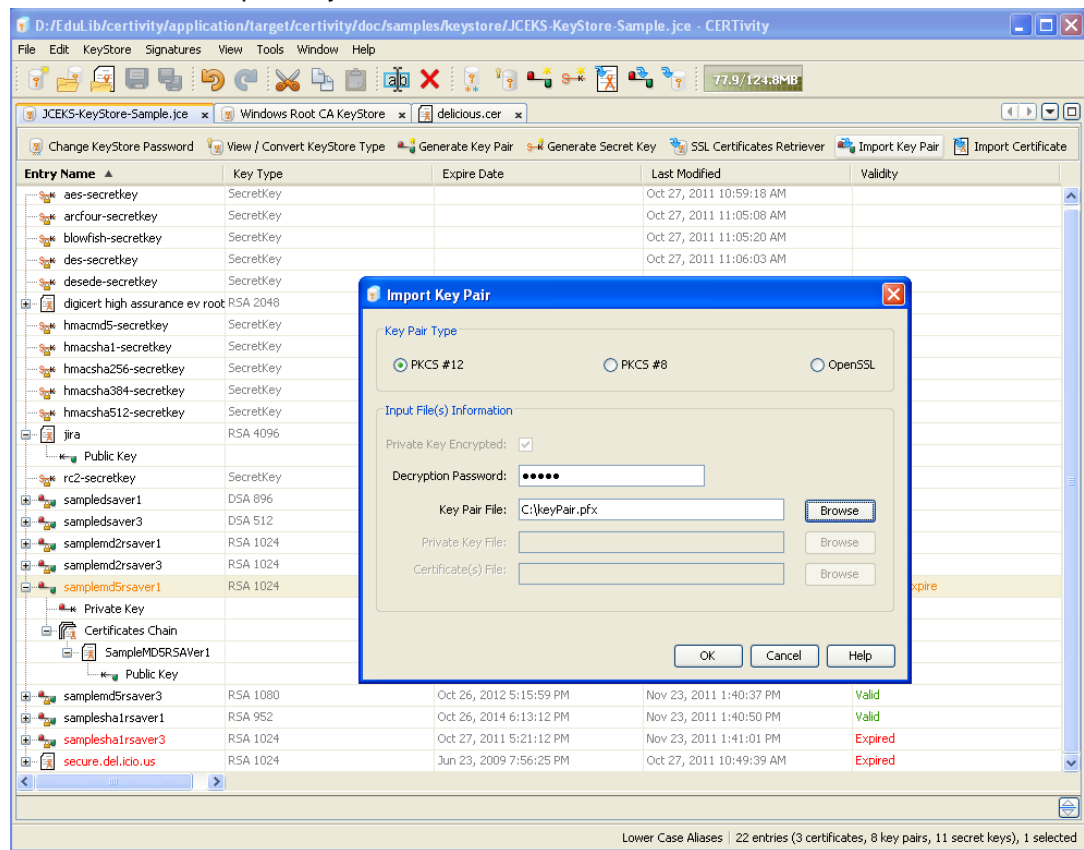 D:/EduLib/certivity/application/target/certivity/doc/samples/keystore/JCEKS-KeyStore-Sample.jce - CERTivity
File Edit KeyStore Signatures View Tools Window Help
77.9/124.8MB
JCEKS-KeyStore-Sample.jce x Windows Root CA KeyStore x delicious.cer x
Change KeyStore Password View / Convert KeyStore Type Generate Key Pair Generate Secret Key SSL Certificates Retriever Import Key Pair Import Certificate
Entry Name Key Type Expire Date Last Modified Validity
aes-secretkey SecretKey Oct 27, 2011 10:59:18 AM
arcfour-secretkey SecretKey Oct 27, 2011 11:05:08 AM
blowfish-secretkey SecretKey Oct 27, 2011 11:05:20 AM
des-secretkey SecretKey Oct 27, 2011 11:06:03 AM
desede-secretkey SecretKey
digicert high assurance ev root RSA 2048
hmacmd5-secretkey SecretKey
hmacsha1-secretkey SecretKey
hmacsha256-secretkey SecretKey
hmacsha384-secretkey SecretKey
hmacsha512-secretkey SecretKey
jira RSA 4096
Public Key
rc2-secretkey SecretKey
sampledsaver1 DSA 896
sampledsaver3 DSA 512
samplemd2rsaver1 RSA 1024
samplemd2rsaver3 RSA 1024
samplemd5rsaver1 RSA 1024 xpire
Private Key
Certificates Chain
SampleMD5RSAVer1
Public Key
samplemd5rsaver3 RSA 1080 Oct 26, 2012 5:15:59 PM Nov 23, 2011 1:40:37 PM Valid
samplesha1rsaver1 RSA 952 Oct 26, 2014 6:13:12 PM Nov 23, 2011 1:40:50 PM Valid
samplesha1rsaver3 RSA 1024 Oct 27, 2011 5:21:12 PM Nov 23, 2011 1:41:01 PM Expired
secure.del.icio.us RSA 1024 Jun 23, 2009 7:56:25 PM Oct 27, 2011 10:49:39 AM Expired
Import Key Pair
Key Pair Type
PKCS #12 PKCS #8 OpenSSL
Input File(s) Information
Private Key Encrypted:
Decryption Password: •••••
Key Pair File: C:\keyPair.pfx Browse
Private Key File: Browse
Certificate(s) File: Browse
OK Cancel Help
Lower Case Aliases 22 entries (3 certificates, 8 key pairs, 11 secret keys), 1 selected